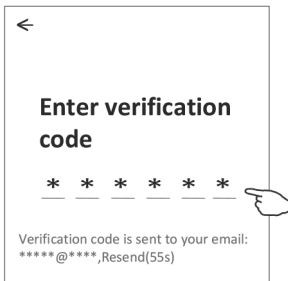 Enter verification
code
* * * * * *
Verification code is sent to your email:
*****@****,Resend(55s)